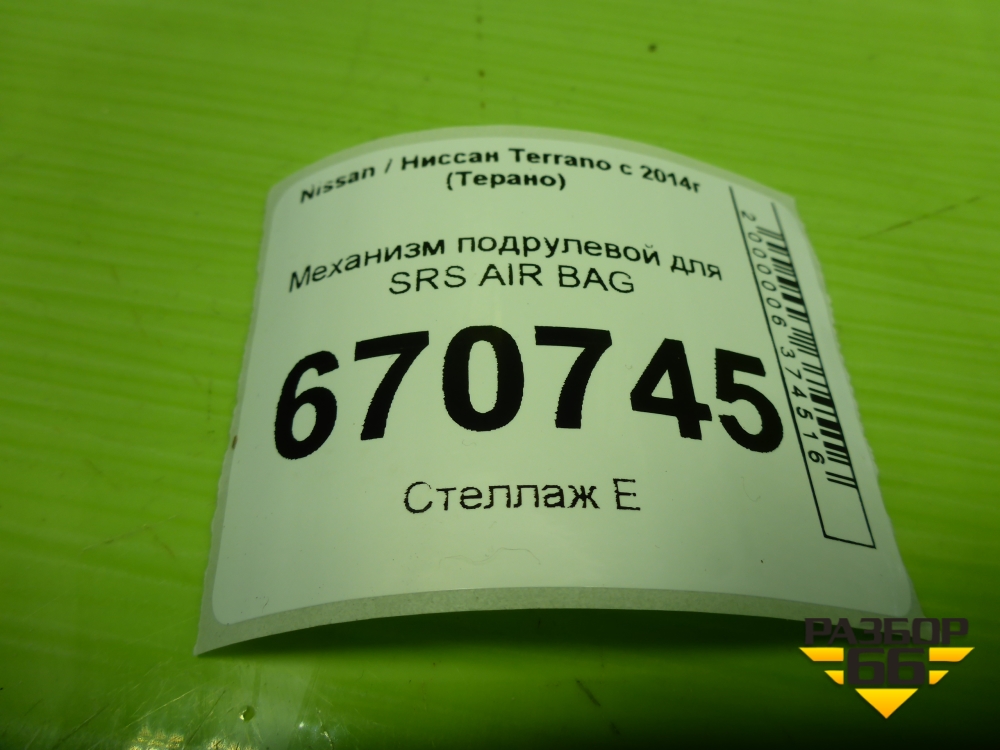 Nissan / Ниссан Terrano с 2014г
(Терано)
Механизм подрулевой для
SRS AIR BAG
670745
Стеллаж Е
2000006374516
РАЗБОР
66